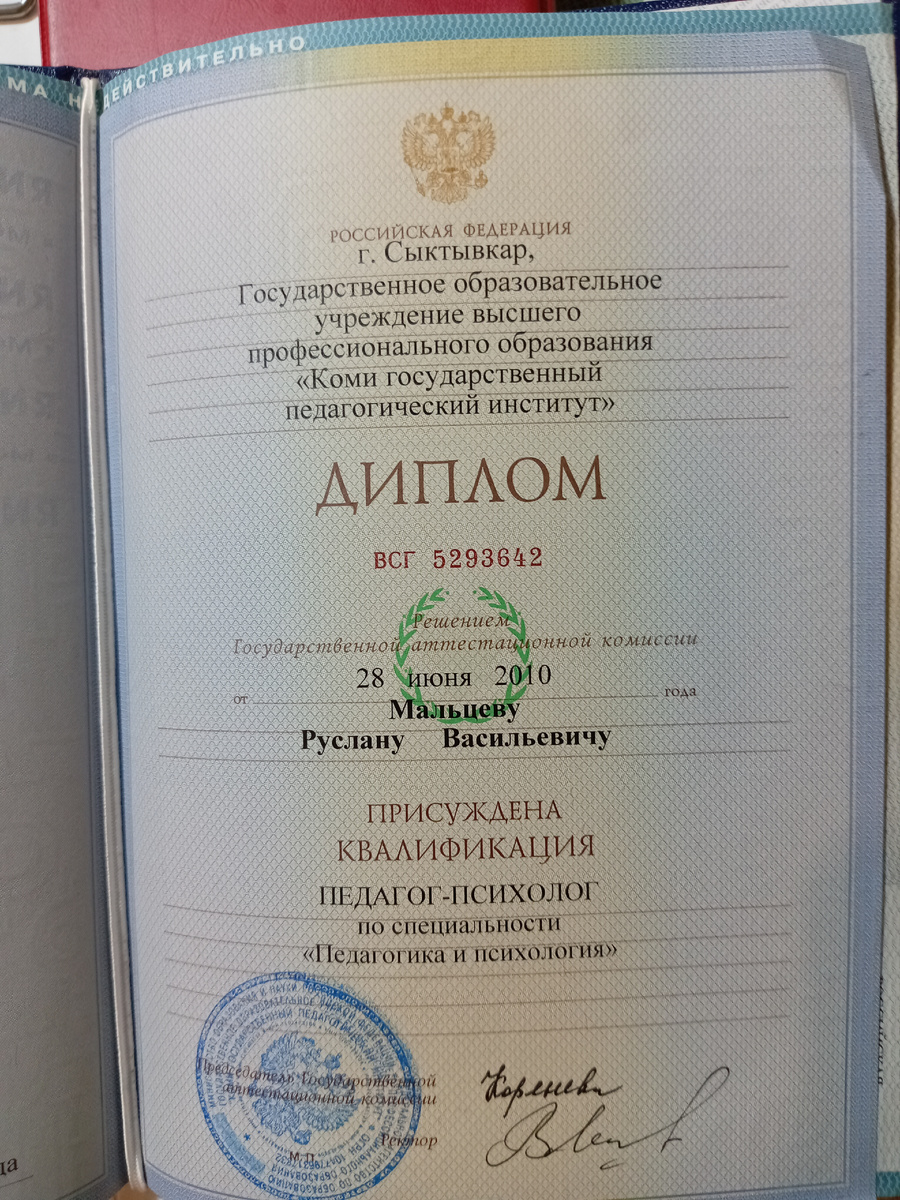 МА Н
ДЕЙСТВИТЕЛЬНО
РОССИЙСКАЯ ФЕДЕРАЦИЯ
г. Сыктывкар,
Государственное образовательное
учреждение высшего
профессионального образования
«Коми государственный
педагогический институт»
ДИПЛОМ
ВСГ 5293642
Решением
Государственной аттестационной комиссии
от 28 июня 2010 года
Мальцеву
Руслану Васильевичу
ПРИСУЖДЕНА
КВАЛИФИКАЦИЯ
ПЕДАГОГ-ПСИХОЛОГ
по специальности
«Педагогика и психология»
Председатель Государственной
аттестационной комиссии
Ректор
М.П.